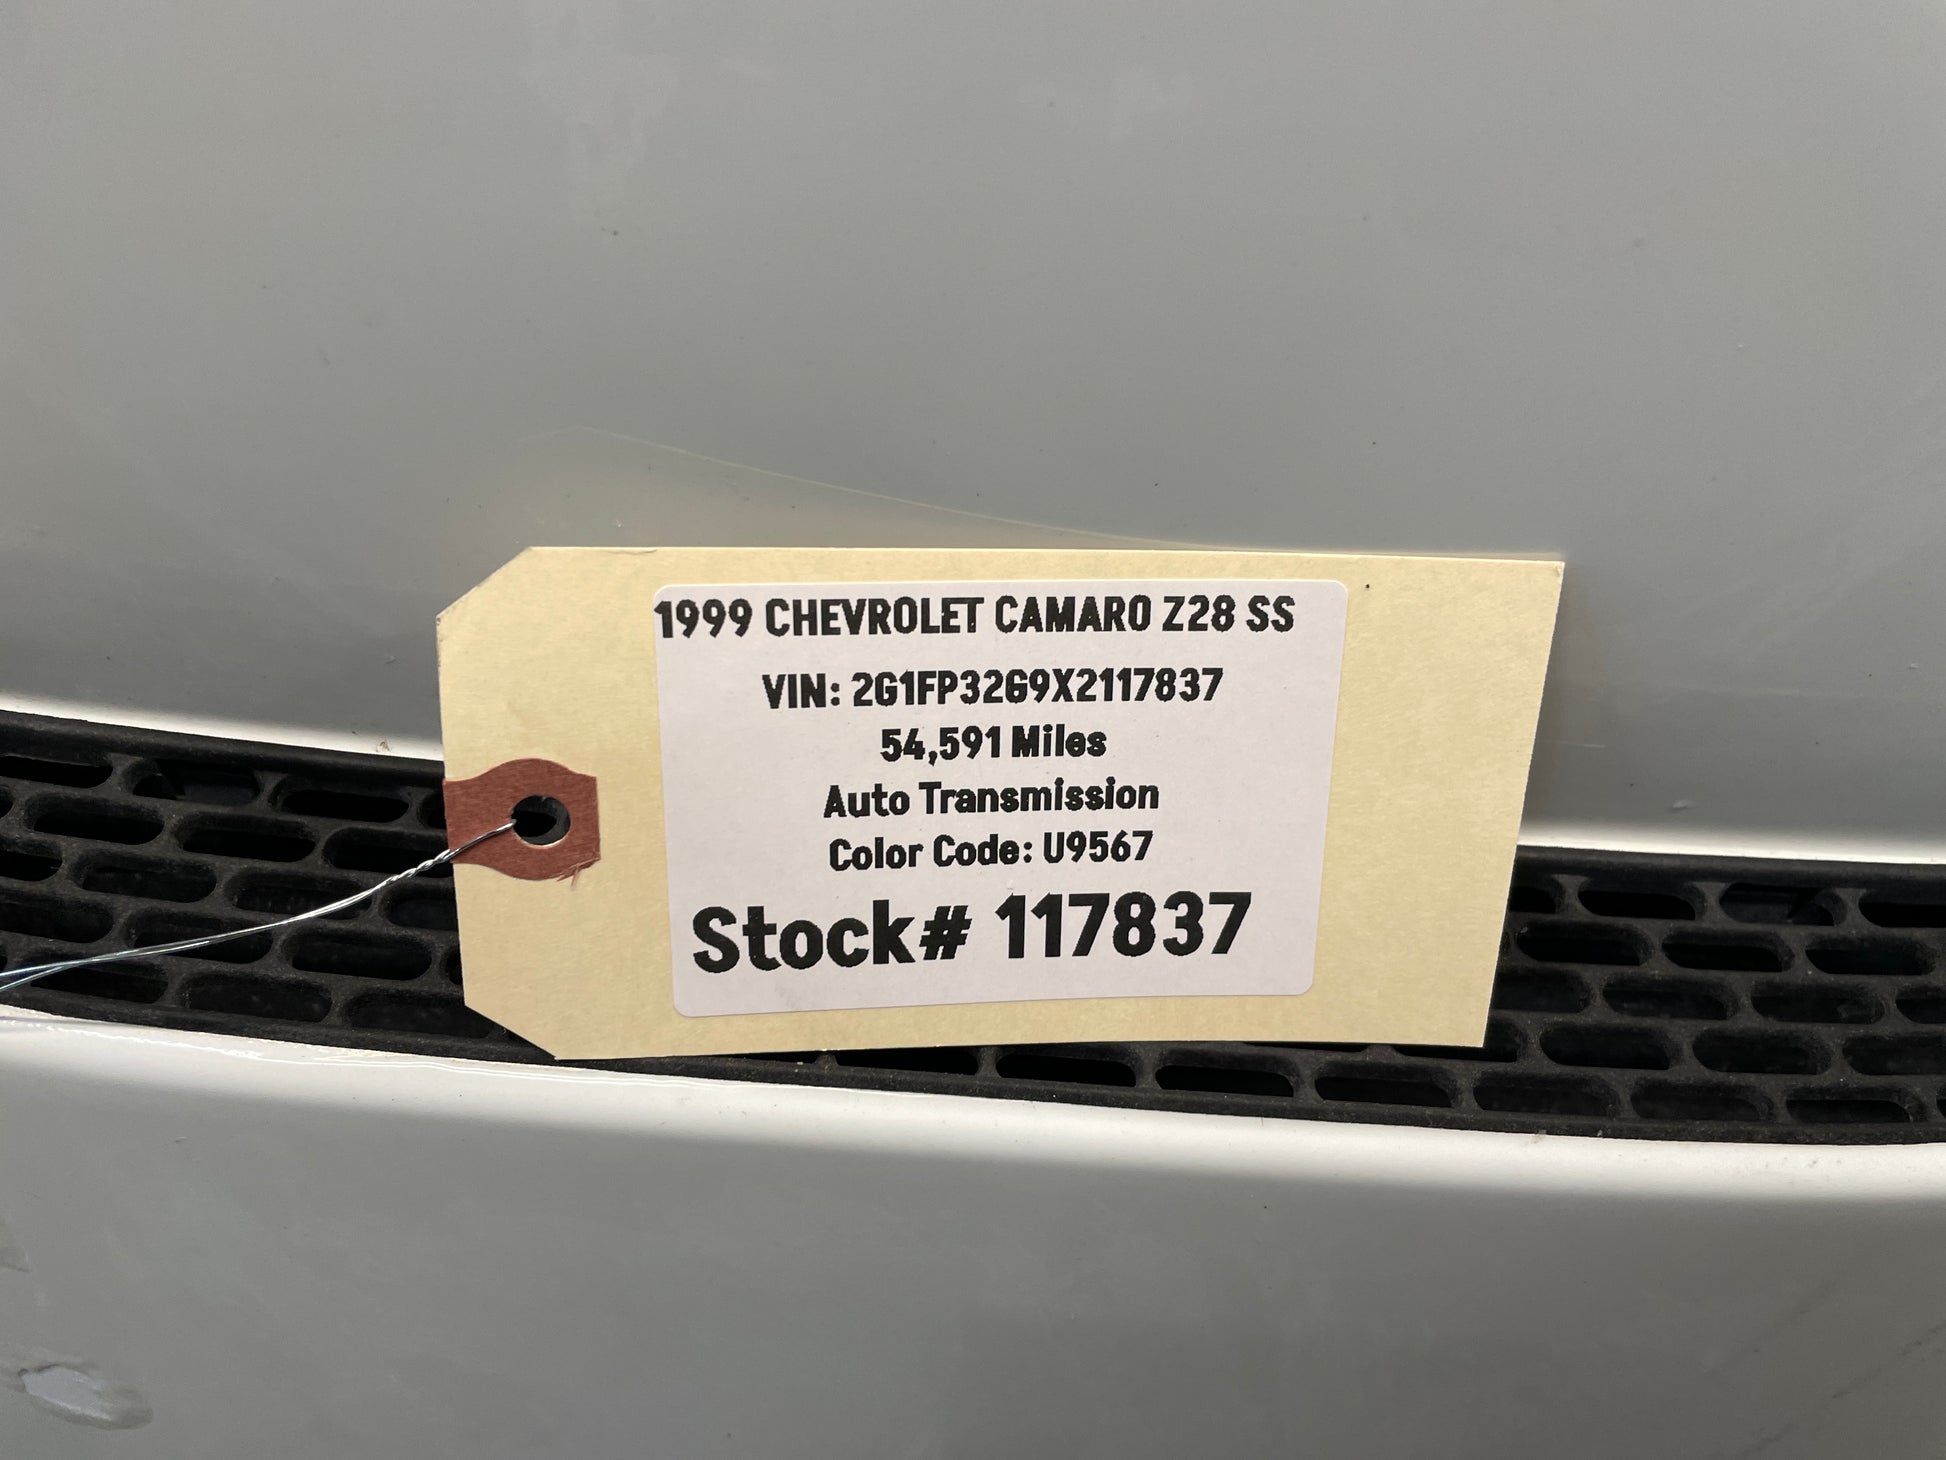 1999 CHEVROLET CAMARO Z28 SS
VIN: 2G1FP32G9X2117837
54,591 Miles
Auto Transmission
Color Code: U9567
Stock# 117837